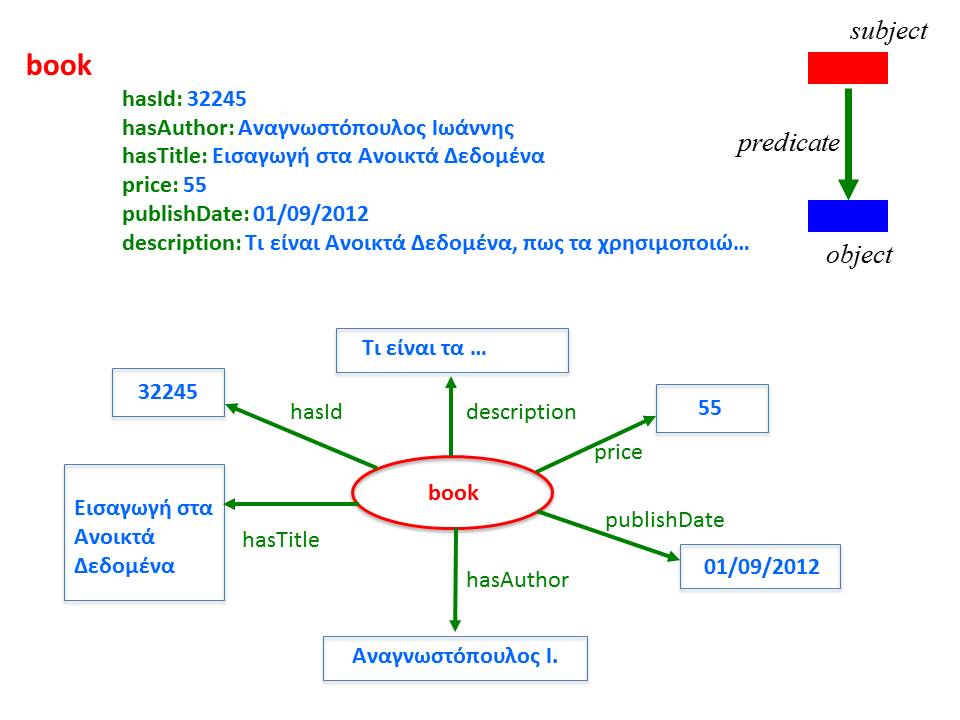 subject
book
hasId: 32245
hasAuthor: Αναγνωστόπουλος Ιωάννης
predicate
hasTitle: Εισαγωγή στα Ανοικτά Δεδομένα
price: 55
publishDate: 01/09/2012
description: Τι είναι Ανοικτά Δεδομένα, πως τα χρησιμοποιώ...
object
Τι είναι τα ...
32245
hasId
description
55
price
book
Εισαγωγή στα
Ανοικτά
Δεδομένα
hasTitle
publishDate
01/09/2012
hasAuthor
Αναγνωστόπουλος Ι.